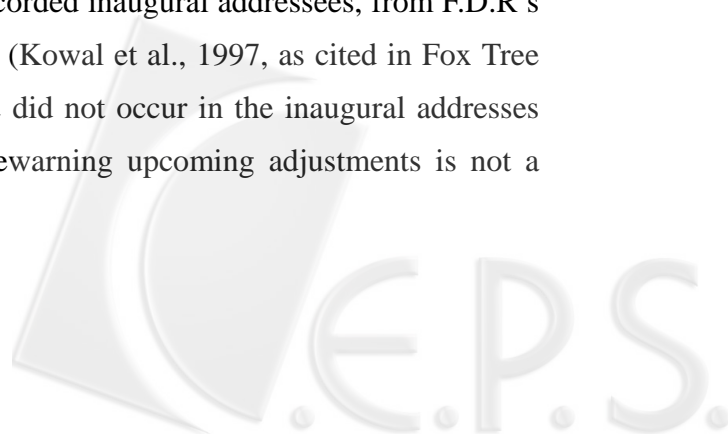 corded inaugural addressees, from F.D.R's
(Kowal et al., 1997, as cited in Fox Tree
did not occur in the inaugural addresses
ewarning upcoming adjustments is not a
C.E.P.S.